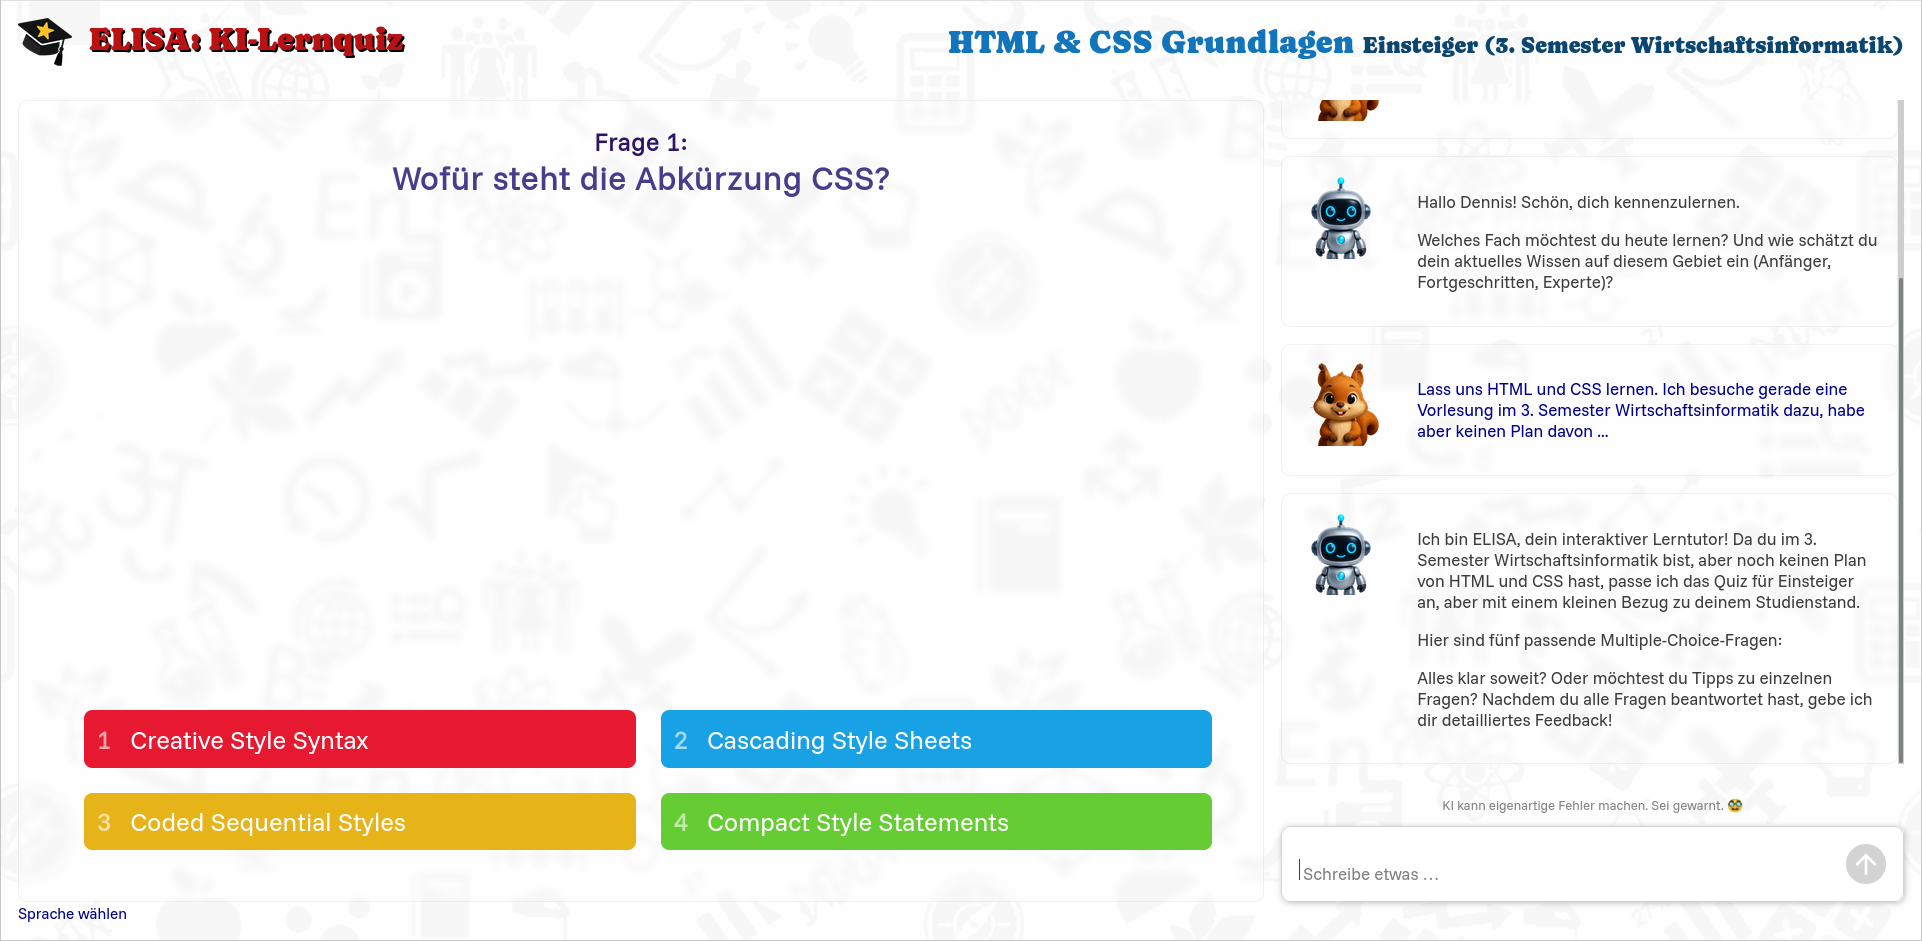 ELISA: KI-Lernquiz
HTML & CSS Grundlagen Einsteiger (3. Semester Wirtschaftsinformatik)
Frage 1:
Wofür steht die Abkürzung CSS?
1 Creative Style Syntax
2 Cascading Style Sheets
3 Coded Sequential Styles
4 Compact Style Statements
Sprache wählen
Hallo Dennis! Schön, dich kennenzulernen.
Welches Fach möchtest du heute lernen? Und wie schätzt du
dein aktuelles Wissen auf diesem Gebiet ein (Anfänger,
Fortgeschritten, Experte)?
Lass uns HTML und CSS lernen. Ich besuche gerade eine
Vorlesung im 3. Semester Wirtschaftsinformatik dazu, habe
aber keinen Plan davon ...
Ich bin ELISA, dein interaktiver Lerntutor! Da du im 3.
Semester Wirtschaftsinformatik bist, aber noch keinen Plan
von HTML und CSS hast, passe ich das Quiz für Einsteiger
an, aber mit einem kleinen Bezug zu deinem Studienstand.
Hier sind fünf passende Multiple-Choice-Fragen:
Alles klar soweit? Oder möchtest du Tipps zu einzelnen
Fragen? Nachdem du alle Fragen beantwortet hast, gebe ich
dir detailliertes Feedback!
KI kann eigenartige Fehler machen. Sei gewarnt. 🥸
Schreibe etwas …